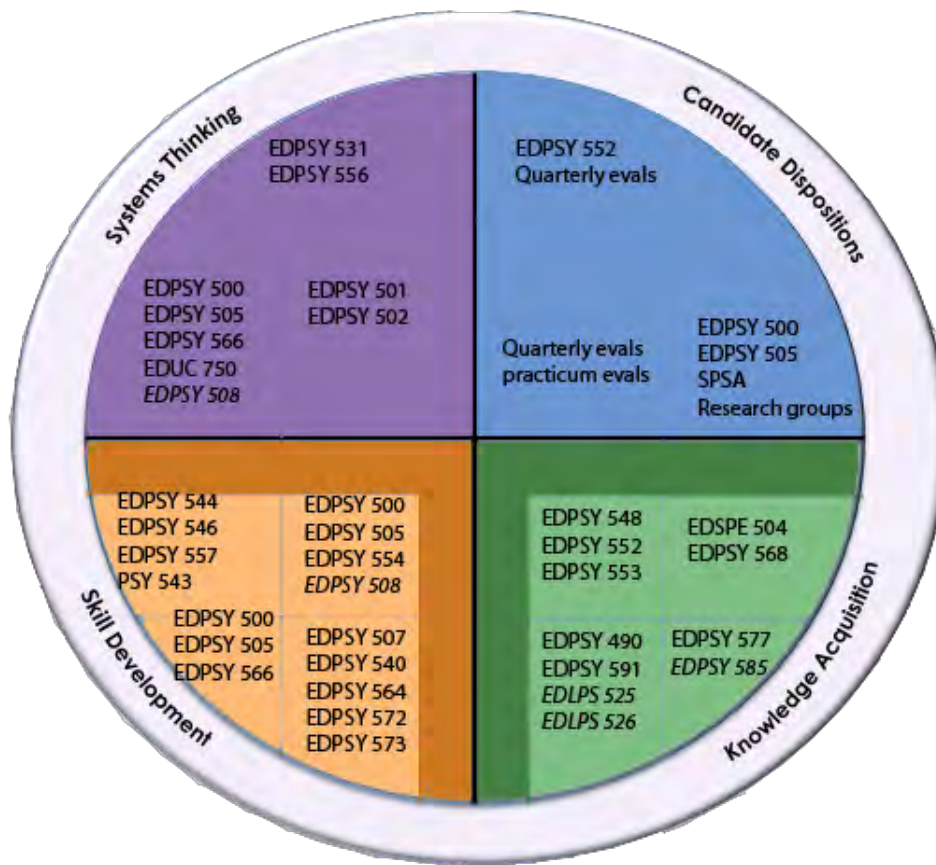 Systems Thinking
EDPSY 531
EDPSY 556
EDPSY 500
EDPSY 505
EDPSY 566
EDUC 750
EDPSY 508
EDPSY 501
EDPSY 502
Candidate Dispositions
EDPSY 552
Quarterly evals
Quarterly evals
practicum evals
EDPSY 500
EDPSY 505
SPSA
Research groups
Skill Development
EDPSY 544
EDPSY 546
EDPSY 557
PSY 543
EDPSY 500
EDPSY 505
EDPSY 554
EDPSY 508
EDPSY 500
EDPSY 505
EDPSY 566
EDPSY 507
EDPSY 540
EDPSY 564
EDPSY 572
EDPSY 573
Knowledge Acquisition
EDPSY 548
EDPSY 552
EDPSY 553
EDSPE 504
EDPSY 568
EDPSY 490
EDPSY 591
EDLPS 525
EDLPS 526
EDPSY 577
EDPSY 585